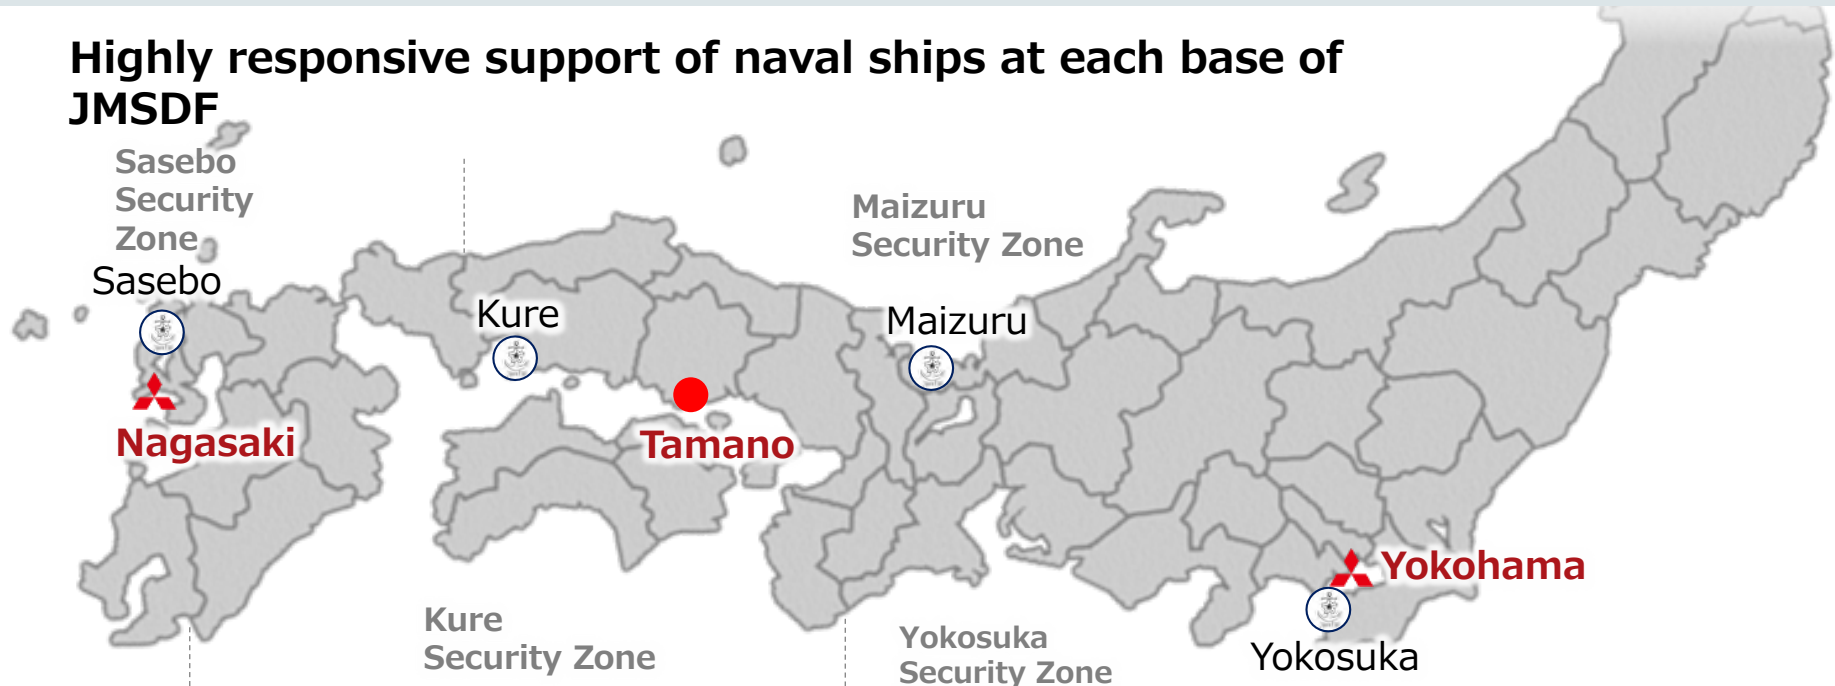 Highly responsive support of naval ships at each base of
JMSDF
Sasebo
Security
Zone
Maizuru
Security Zone
Sasebo
Kure
Maizuru
Nagasaki
Tamano
Yokohama
Kure
Security Zone
Yokosuka
Security Zone
Yokosuka